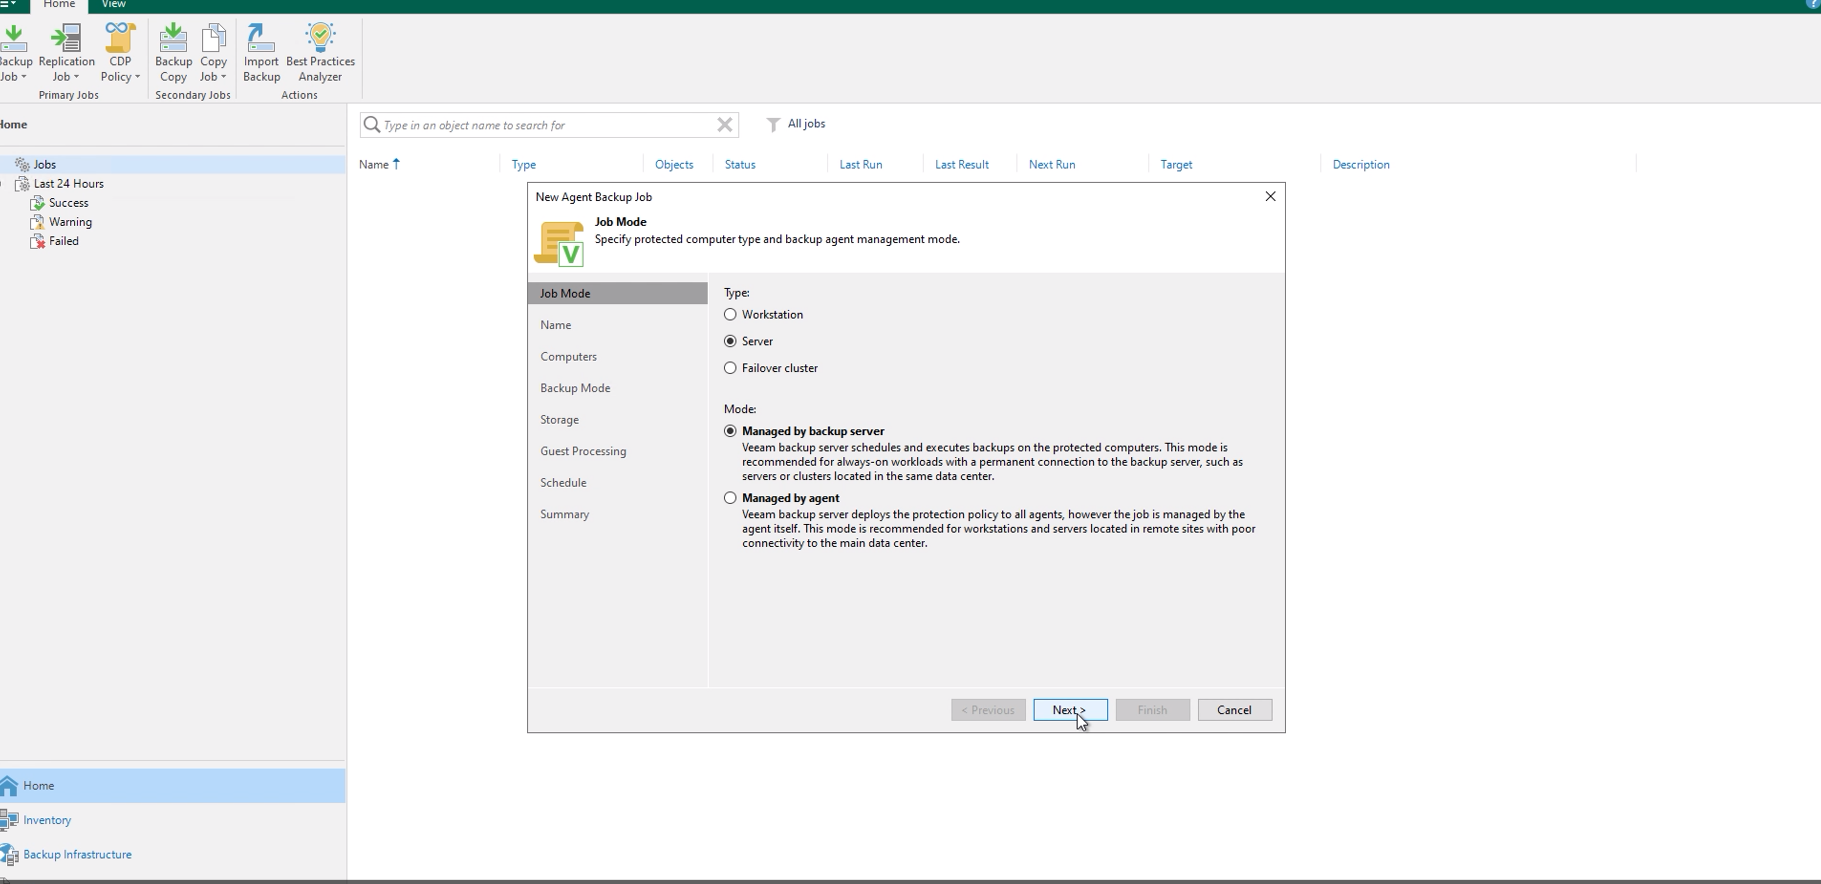 Home
View
Backup
Job
Replication
Job
CDP
Policy
Backup
Copy
Copy
Job
Import
Backup
Best Practices
Analyzer
Primary Jobs
Secondary Jobs
Actions
Home
Type in an object name to search for
All jobs
Jobs
Last 24 Hours
Success
Warning
Failed
Name
Type
Objects
Status
Last Run
Last Result
Next Run
Target
Description
New Agent Backup Job
V
Job Mode
Specify protected computer type and backup agent management mode.
Job Mode
Name
Computers
Backup Mode
Storage
Guest Processing
Schedule
Summary
Type:
Workstation
Server
Failover cluster
Mode:
Managed by backup server
Veeam backup server schedules and executes backups on the protected computers. This mode is
recommended for always-on workloads with a permanent connection to the backup server, such as
servers or clusters located in the same data center.
Managed by agent
Veeam backup server deploys the protection policy to all agents, however the job is managed by the
agent itself. This mode is recommended for workstations and servers located in remote sites with poor
connectivity to the main data center.
< Previous
Next >
Finish
Cancel
Home
Inventory
Backup Infrastructure